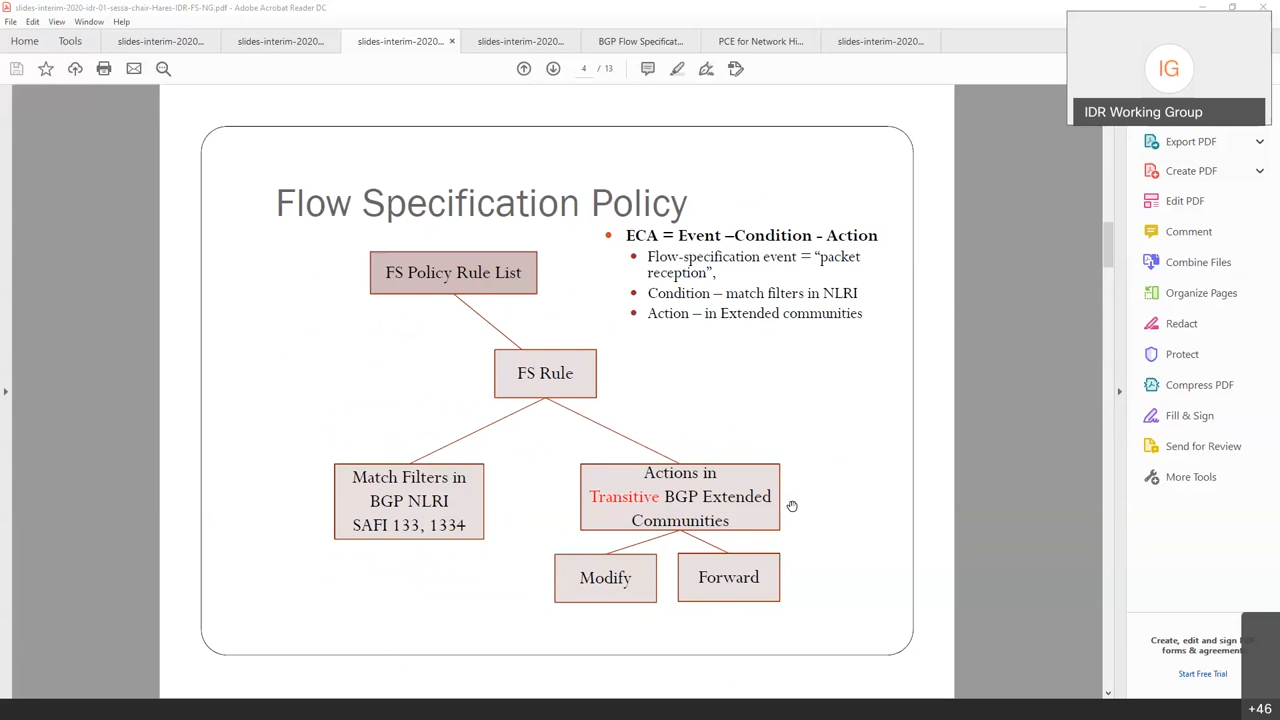 slides-interim-2020-idr-01-sessa-chair-Hares-IDR-FS-NG.pdf - Adobe Acrobat Reader DC
File Edit View Window Help
Home Tools slides-interim-2020... slides-interim-2020... slides-interim-2020... × slides-interim-2020... BGP Flow Specificat... PCE for Network Hi... slides-interim-2020...
4 / 13
IG
IDR Working Group
Flow Specification Policy
ECA = Event –Condition - Action
Flow-specification event = “packet
reception”,
Condition – match filters in NLRI
Action – in Extended communities
FS Policy Rule List
FS Rule
Match Filters in
BGP NLRI
SAFI 133, 1334
Actions in
Transitive BGP Extended
Communities
Modify
Forward
Export PDF
Create PDF
Edit PDF
Comment
Combine Files
Organize Pages
Redact
Protect
Compress PDF
Fill & Sign
Send for Review
More Tools
Create, edit and sign
forms & agreements
Start Free Trial
+46